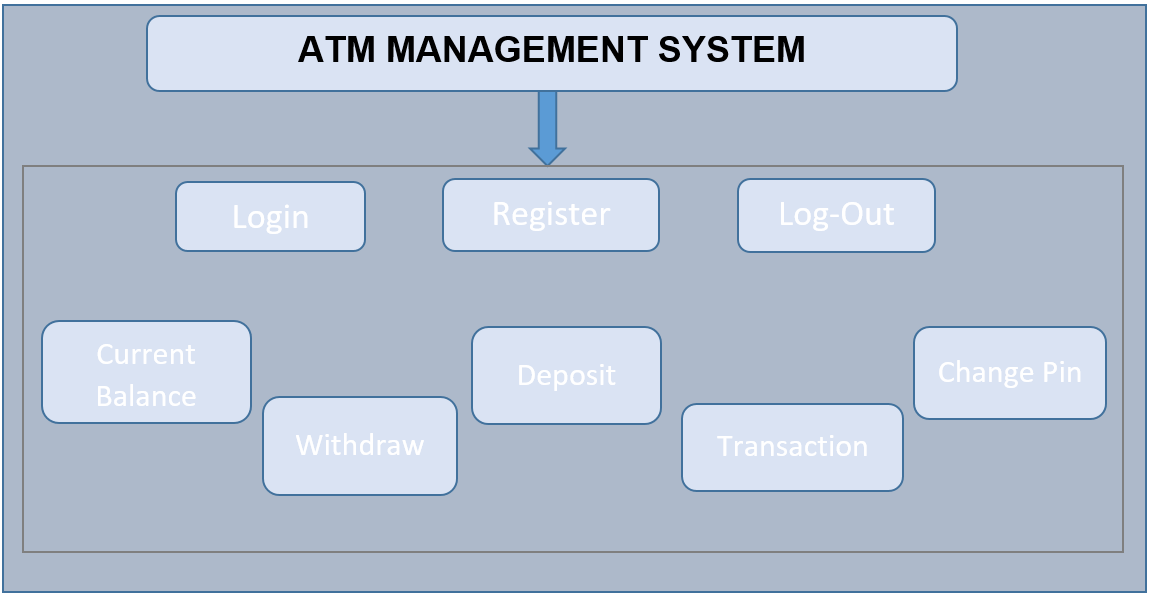 ATM MANAGEMENT SYSTEM
Login
Register
Log-Out
Current
Balance
Withdraw
Deposit
Transaction
Change Pin